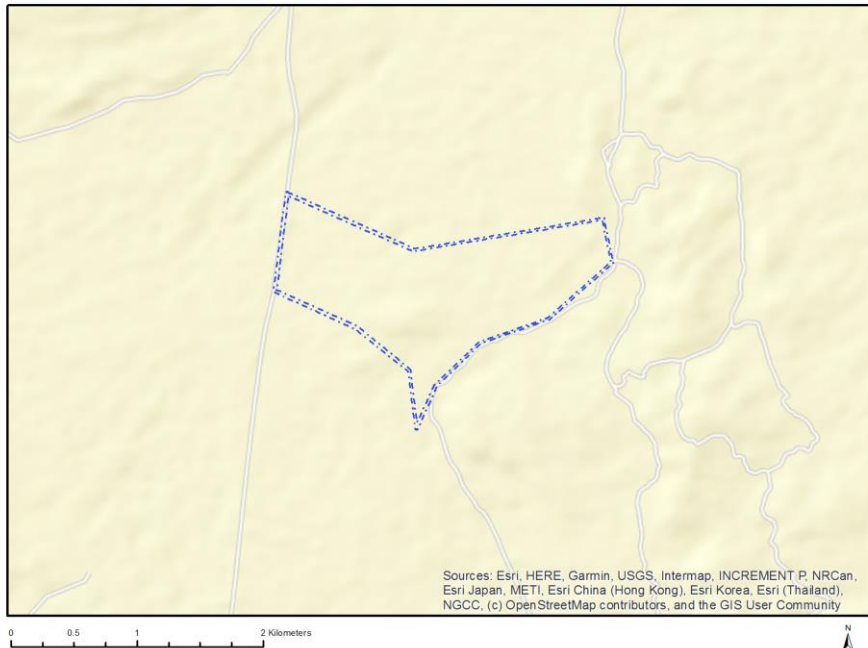 Sources: Esri, HERE, Garmin, USGS, Intermap, INCREMENT P, NRCan,
Esri Japan, METI, Esri China (Hong Kong), Esri Korea, Esri (Thailand),
NGCC, (c) OpenStreetMap contributors, and the GIS User Community
0 0.5 1 2 Kilometers
N